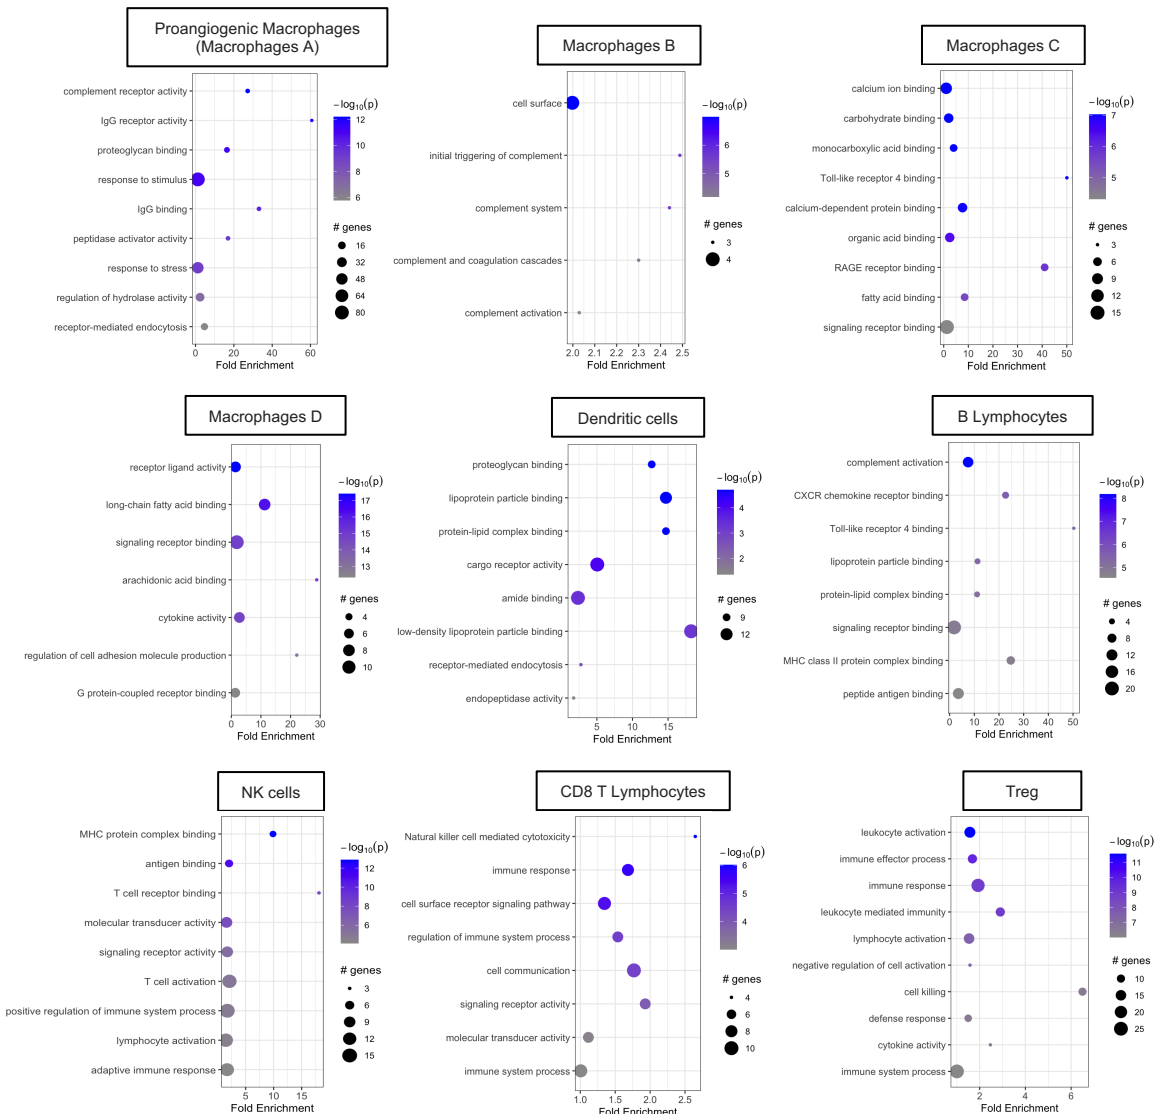 Proangiogenic Macrophages
(Macrophages A)
complement receptor activity
IgG receptor activity
proteoglycan binding
response to stimulus
IgG binding
peptidase activator activity
response to stress
regulation of hydrolase activity
receptor-mediated endocytosis
0 20 40 60
Fold Enrichment
−log10(p)
12
10
8
6
# genes
16
32
48
64
80
Macrophages B
cell surface
initial triggering of complement
complement system
complement and coagulation cascades
complement activation
2.0 2.1 2.2 2.3 2.4 2.5
Fold Enrichment
−log10(p)
6
5
# genes
3
4
Macrophages C
calcium ion binding
carbohydrate binding
monocarboxylic acid binding
Toll-like receptor 4 binding
calcium-dependent protein binding
organic acid binding
RAGE receptor binding
fatty acid binding
signaling receptor binding
0 10 20 30 40 50
Fold Enrichment
−log10(p)
7
6
5
# genes
3
6
9
12
15
Macrophages D
receptor ligand activity
long-chain fatty acid binding
signaling receptor binding
arachidonic acid binding
cytokine activity
regulation of cell adhesion molecule production
G protein-coupled receptor binding
0 10 20 30
Fold Enrichment
−log10(p)
17
16
15
14
13
# genes
4
6
8
10
Dendritic cells
proteoglycan binding
lipoprotein particle binding
protein-lipid complex binding
cargo receptor activity
amide binding
low-density lipoprotein particle binding
receptor-mediated endocytosis
endopeptidase activity
5 10 15
Fold Enrichment
−log10(p)
4
3
2
# genes
9
12
B Lymphocytes
complement activation
CXCR chemokine receptor binding
Toll-like receptor 4 binding
lipoprotein particle binding
protein-lipid complex binding
signaling receptor binding
MHC class II protein complex binding
peptide antigen binding
0 10 20 30 40 50
Fold Enrichment
−log10(p)
8
7
6
5
# genes
4
8
12
16
20
NK cells
MHC protein complex binding
antigen binding
T cell receptor binding
molecular transducer activity
signaling receptor activity
T cell activation
positive regulation of immune system process
lymphocyte activation
adaptive immune response
5 10 15
Fold Enrichment
−log10(p)
12
10
8
6
# genes
3
6
9
12
15
CD8 T Lymphocytes
Natural killer cell mediated cytotoxicity
immune response
cell surface receptor signaling pathway
regulation of immune system process
cell communication
signaling receptor activity
molecular transducer activity
immune system process
1.0 1.5 2.0 2.5
Fold Enrichment
−log10(p)
6
5
4
# genes
4
6
8
10
Treg
leukocyte activation
immune effector process
immune response
leukocyte mediated immunity
lymphocyte activation
negative regulation of cell activation
cell killing
defense response
cytokine activity
immune system process
2 4 6
Fold Enrichment
−log10(p)
11
10
9
8
7
# genes
10
15
20
25